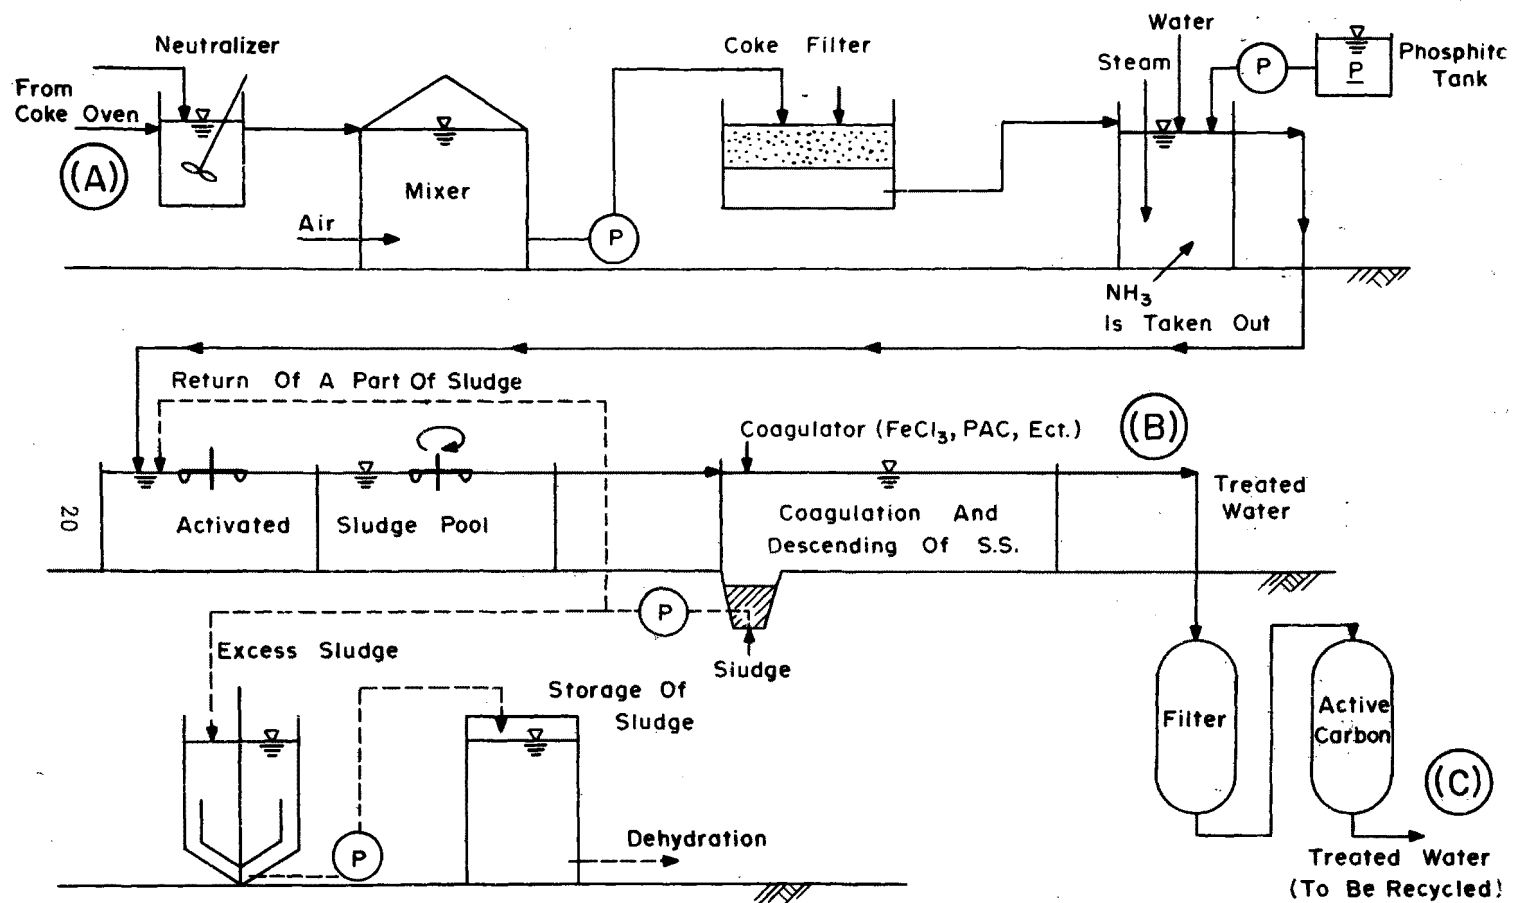 Neutralizer
From
Coke Oven
(A)
Mixer
Air
P
Coke Filter
Water
Steam
P
P
Phosphitc
Tank
NH3
Is Taken Out
Return Of A Part Of Sludge
Coagulator (FeCl3, PAC, Ect.)
(B)
Treated
Water
20
Activated
Sludge Pool
Coagulation And
Descending Of S.S.
P
Excess Sludge
Sludge
Storage Of
Sludge
Filter
Active
Carbon
(C)
P
Dehydration
Treated Water
(To Be Recycled)